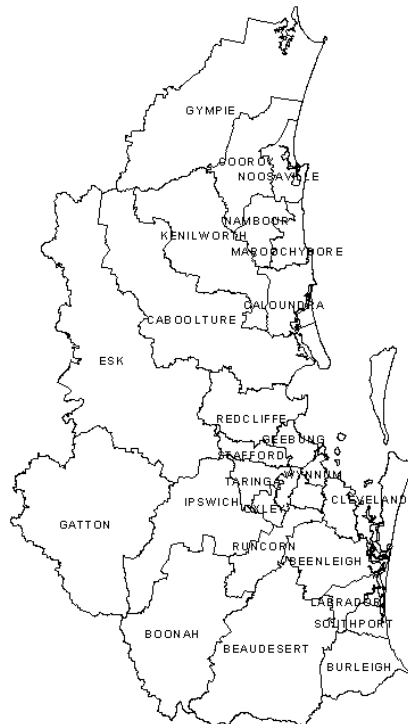 GYMPIE
COOROY
NOOSAVILLE
NAMBOUR
KENILWORTH
MAROOCHYDORE
CALOUNDRA
CABOOLTURE
ESK
REDCLIFFE
GEEBUNG
STAFFORD
WYNNUM
TARINGA
CLEVELAND
IPSWICH
OXLEY
GATTON
RUNCORN
BEENLEIGH
LABRADOR
SOUTHPORT
BOONAH
BEAUDESERT
BURLEIGH